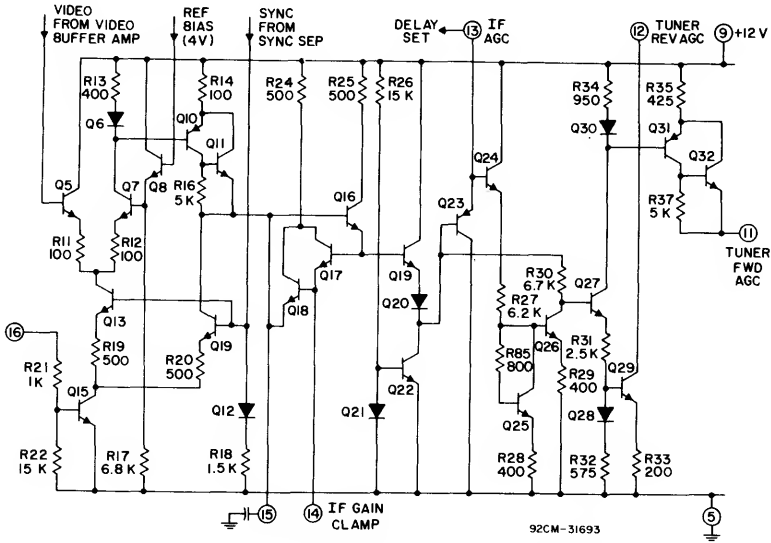 VIDEO
FROM VIDEO
BUFFER AMP
REF
BIAS
(4V)
SYNC
FROM
SYNC SEP
DELAY
SET
13
IF
AGC
12
TUNER
REV AGC
9
+12 V
R13
400
R14
100
R24
500
R25
500
R26
15 K
R34
950
R35
425
Q6
Q10
Q30
Q31
Q11
Q24
Q32
Q5
Q7
Q8
R16
5K
Q16
Q23
R37
5 K
11
TUNER
FWD
AGC
R11
100
R12
100
Q17
Q19
R30
6.7 K
Q27
Q13
Q18
Q20
R27
6.2 K
Q26
16
R19
500
R20
500
Q19
R85
800
R31
2.5 K
R21
1K
Q29
R29
400
Q15
Q12
Q21
Q22
Q25
Q28
R22
15 K
R17
6.8 K
R18
1.5 K
R28
400
R32
575
R33
200
15
14
IF GAIN
CLAMP
92CM-31693
5